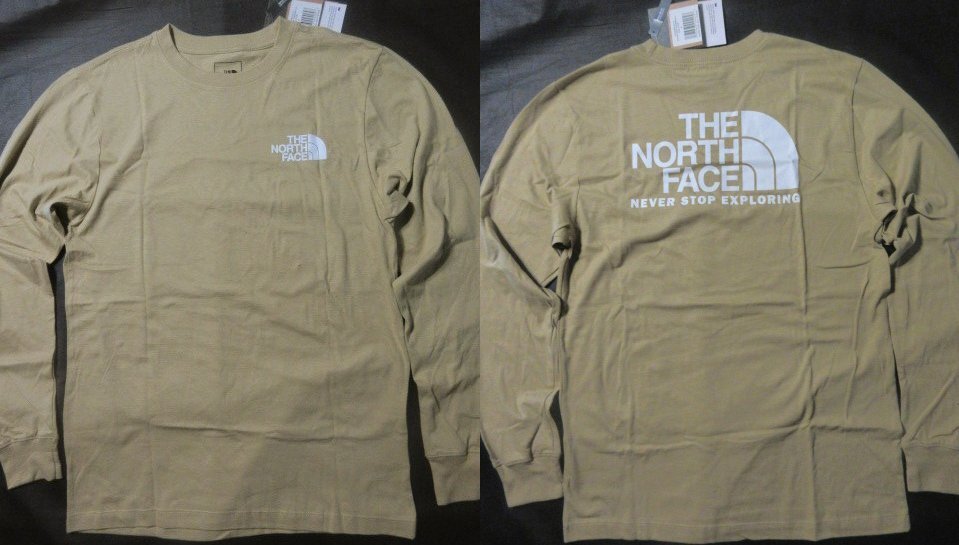 THE
NORTH
FACE
THE
NORTH
FACE
NEVER STOP EXPLORING